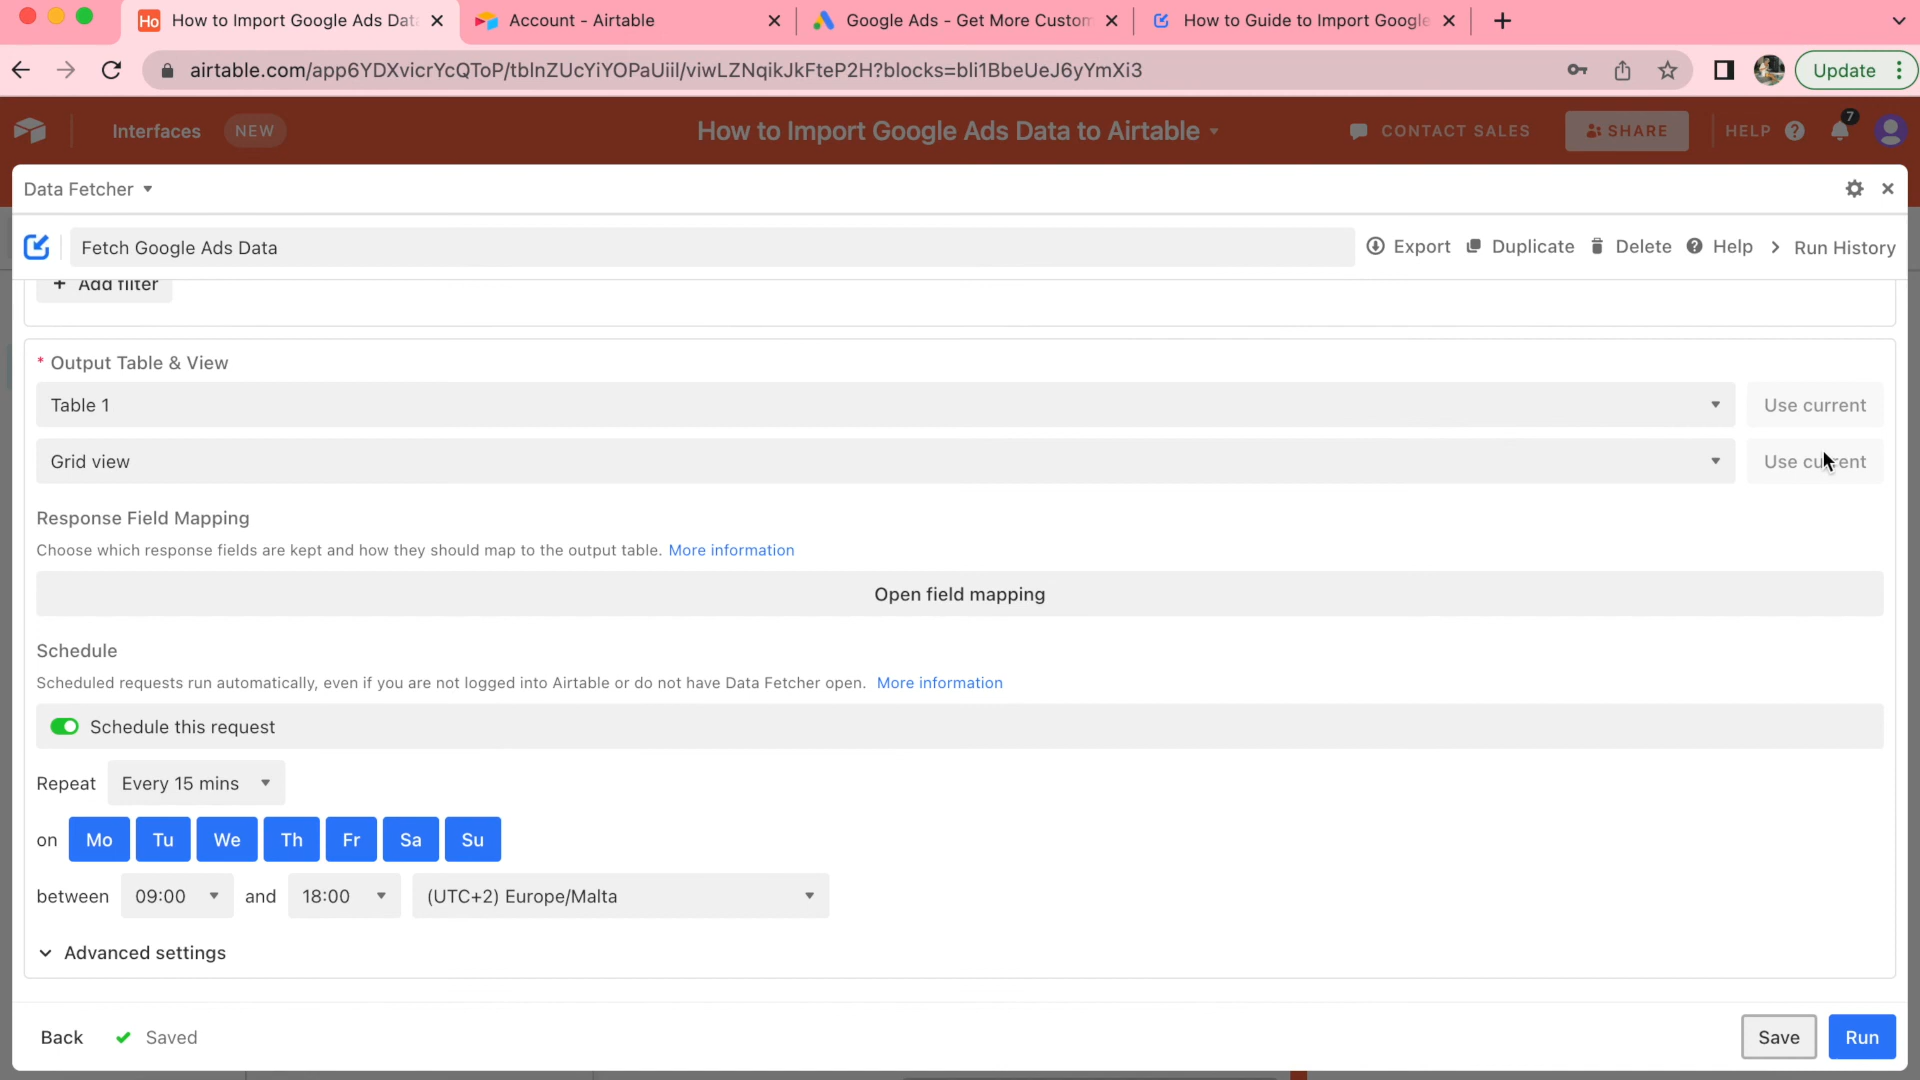 Ho How to Import Google Ads Dat
Account - Airtable
Google Ads - Get More Custom
How to Guide to Import Google
airtable.com/app6YDXvicrYcQToP/tblnZUcYiYOPaUiil/viwLZNqikJkFteP2H?blocks=bli1BbeUeJ6yYmXi3
Update
Interfaces NEW
How to Import Google Ads Data to Airtable
CONTACT SALES
SHARE
HELP
7
Data Fetcher
Fetch Google Ads Data
Export Duplicate Delete Help Run History
+ Add filter
* Output Table & View
Table 1
Use current
Grid view
Use current
Response Field Mapping
Choose which response fields are kept and how they should map to the output table. More information
Open field mapping
Schedule
Scheduled requests run automatically, even if you are not logged into Airtable or do not have Data Fetcher open. More information
Schedule this request
Repeat Every 15 mins
on Mo Tu We Th Fr Sa Su
between 09:00 and 18:00 (UTC+2) Europe/Malta
Advanced settings
Back Saved
Save Run